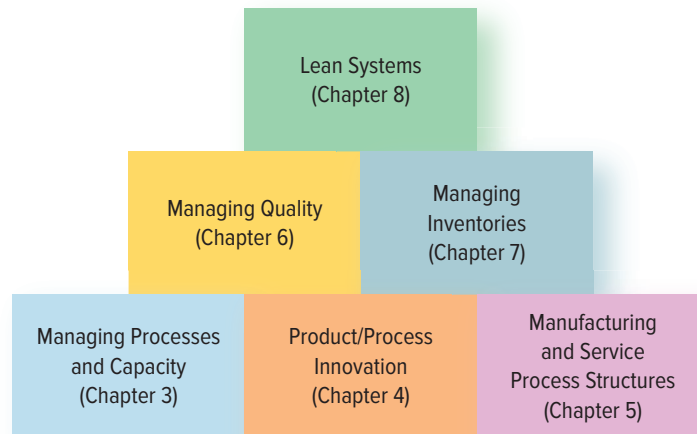 Lean Systems
(Chapter 8)
Managing Quality
(Chapter 6)
Managing
Inventories
(Chapter 7)
Managing Processes
and Capacity
(Chapter 3)
Product/Process
Innovation
(Chapter 4)
Manufacturing
and Service
Process Structures
(Chapter 5)